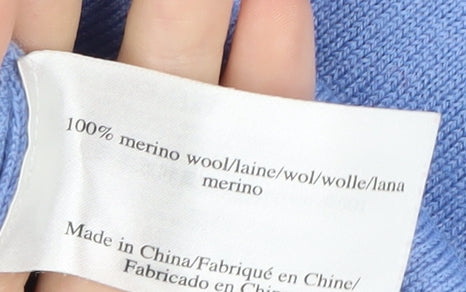 100% merino wool/laine/wol/wolle/lana
merino
Made in China/Fabriqué en Chine/
Fabricado en